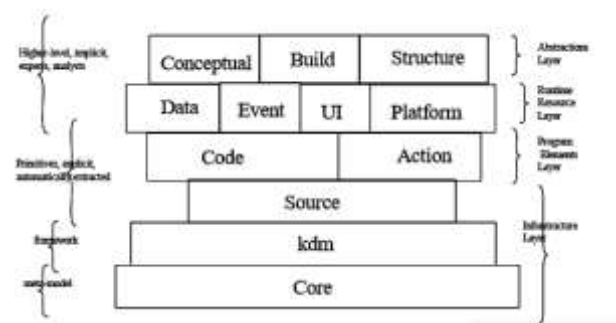 Higher-level, implicit,
experts, analysts
Conceptual
Build
Structure
Abstractions
Layer
Data
Event
UI
Platform
Runtime
Resource
Layer
Primitives, explicit,
automatically extracted
Code
Action
Program
Elements
Layer
Source
framework
kdm
Infrastructure
Layer
meta-model
Core